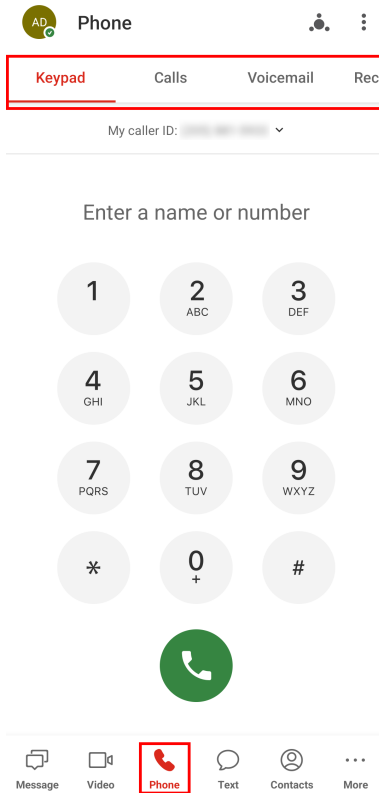 AD Phone
Keypad Calls Voicemail Rec
My caller ID:
Enter a name or number
1 2 3
ABC DEF
4 5 6
GHI JKL MNO
7 8 9
PQRS TUV WXYZ
* 0 #
+
Message Video Phone Text Contacts More